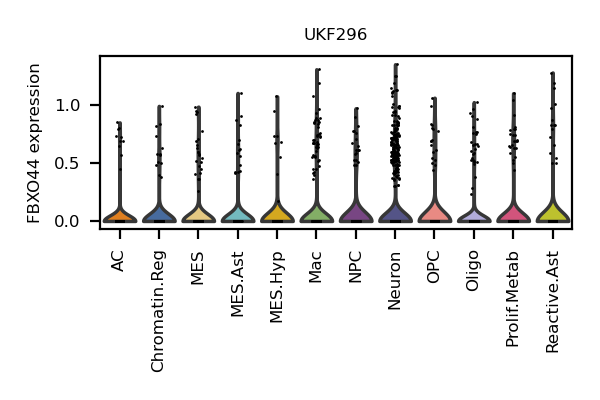 UKF296
FBXO44 expression
1.0
0.5
0.0
AC
Chromatin.Reg
MES
MES.Ast
MES.Hyp
Mac
NPC
Neuron
OPC
Oligo
Prolif.Metab
Reactive.Ast